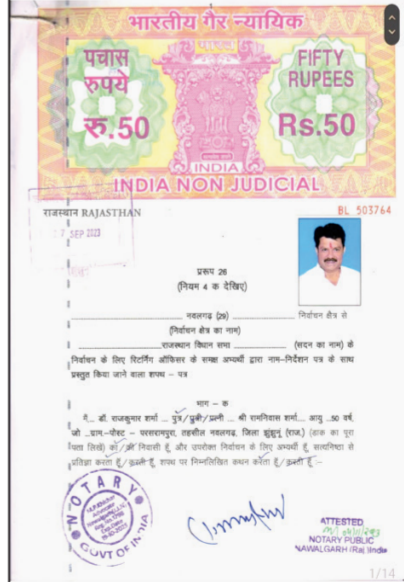 भारतीय गैर न्यायिक
पचास
रुपये
रु.50
FIFTY
RUPEES
Rs.50
INDIA
INDIA NON JUDICIAL
राजस्थान RAJASTHAN
BL 503764
SEP 2023
प्ररूप 26
(नियम 4 क देखिए)
नवलगढ़ (29) निर्वाचन क्षेत्र से
(निर्वाचन क्षेत्र का नाम)
राजस्थान विधान सभा (सदन का नाम) के
निर्वाचन के लिए रिटर्निंग ऑफिसर के समक्ष अभ्यर्थी द्वारा नाम-निर्देशन पत्र के साथ
प्रस्तुत किया जाने वाला शपथ – पत्र
भाग – क
मैं... डॉ. राजकुमार शर्मा ... पुत्र/पुत्री/पत्नी ... श्री रामनिवास शर्मा.... आयु ...50 वर्ष,
जो ...ग्राम.-पोस्ट – परसरामपुरा, तहसील नवलगढ़, जिला झुंझुनू (राज.) (डाक का पूरा
पता लिखें) का/की निवासी हूँ और उपरोक्त निर्वाचन के लिए अभ्यर्थी हूँ, सत्यनिष्ठा से
प्रतिज्ञा करता हूँ/करती हूँ, शपथ पर निम्नलिखित कथन करता हूँ/करती हूँ :-
NOTARY
GOVT OF INDIA
ATTESTED
NOTARY PUBLIC
NAWALGARH (Raj.) India
1/14